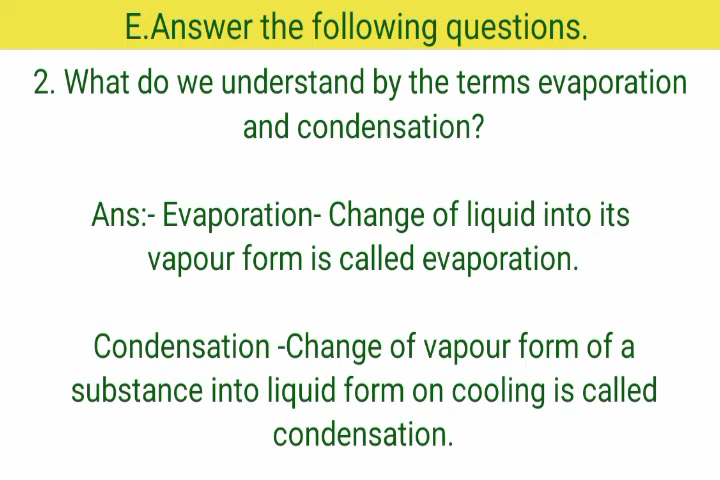 E.Answer the following questions.
2. What do we understand by the terms evaporation
and condensation?
Ans:- Evaporation- Change of liquid into its
vapour form is called evaporation.
Condensation -Change of vapour form of a
substance into liquid form on cooling is called
condensation.